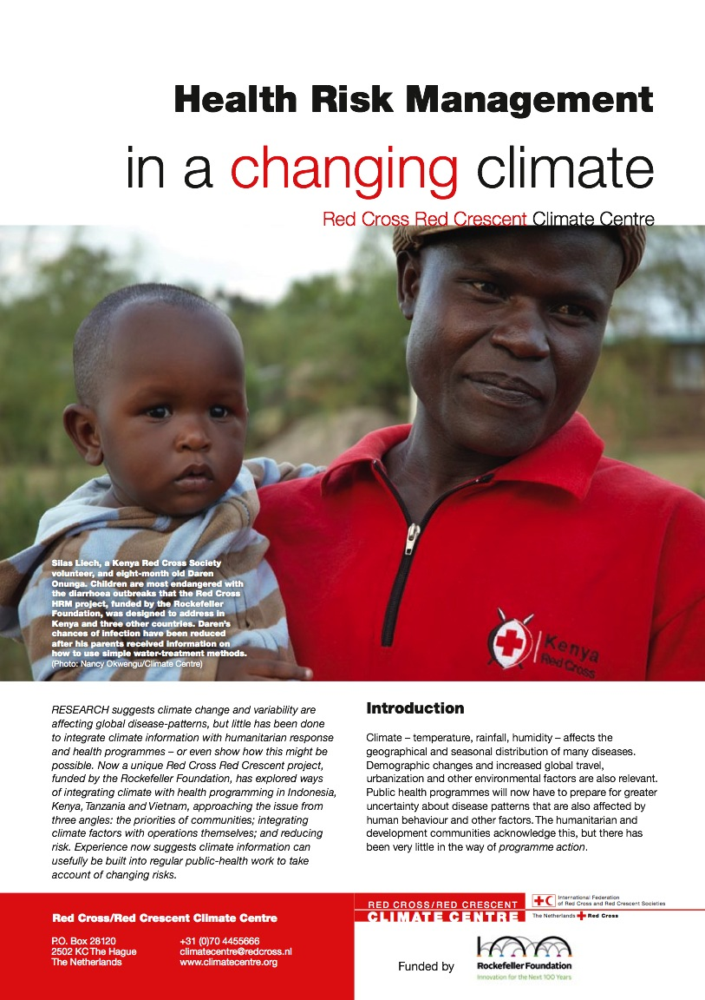 Health Risk Management
in a changing climate
Red Cross Red Crescent Climate Centre
Silas Liech, a Kenya Red Cross Society
volunteer, and eight-month old Daren
Onunga. Children are most endangered with
the diarrhoea outbreaks that the Red Cross
HRM project, funded by the Rockefeller
Foundation, was designed to address in
Kenya and three other countries. Daren's
chances of infection have been reduced
after his parents received information on
how to use simple water-treatment methods.
(Photo: Nancy Okwengu/Climate Centre)
Kenya
Red Cross
RESEARCH suggests climate change and variability are
affecting global disease-patterns, but little has been done
to integrate climate information with humanitarian response
and health programmes – or even show how this might be
possible. Now a unique Red Cross Red Crescent project,
funded by the Rockefeller Foundation, has explored ways
of integrating climate with health programming in Indonesia,
Kenya, Tanzania and Vietnam, approaching the issue from
three angles: the priorities of communities; integrating
climate factors with operations themselves; and reducing
risk. Experience now suggests climate information can
usefully be built into regular public-health work to take
account of changing risks.
Introduction
Climate – temperature, rainfall, humidity – affects the
geographical and seasonal distribution of many diseases.
Demographic changes and increased global travel,
urbanization and other environmental factors are also relevant.
Public health programmes will now have to prepare for greater
uncertainty about disease patterns that are also affected by
human behaviour and other factors. The humanitarian and
development communities acknowledge this, but there has
been very little in the way of programme action.
Red Cross/Red Crescent Climate Centre
P.O. Box 28120
2502 KC The Hague
The Netherlands
+31 (0)70 4455666
climatecentre@redcross.nl
www.climatecentre.org
RED CROSS/RED CRESCENT
CLIMATE CENTRE
International Federation
of Red Cross and Red Crescent Societies
The Netherlands Red Cross
Funded by
Rockefeller Foundation
Innovation for the Next 100 Years